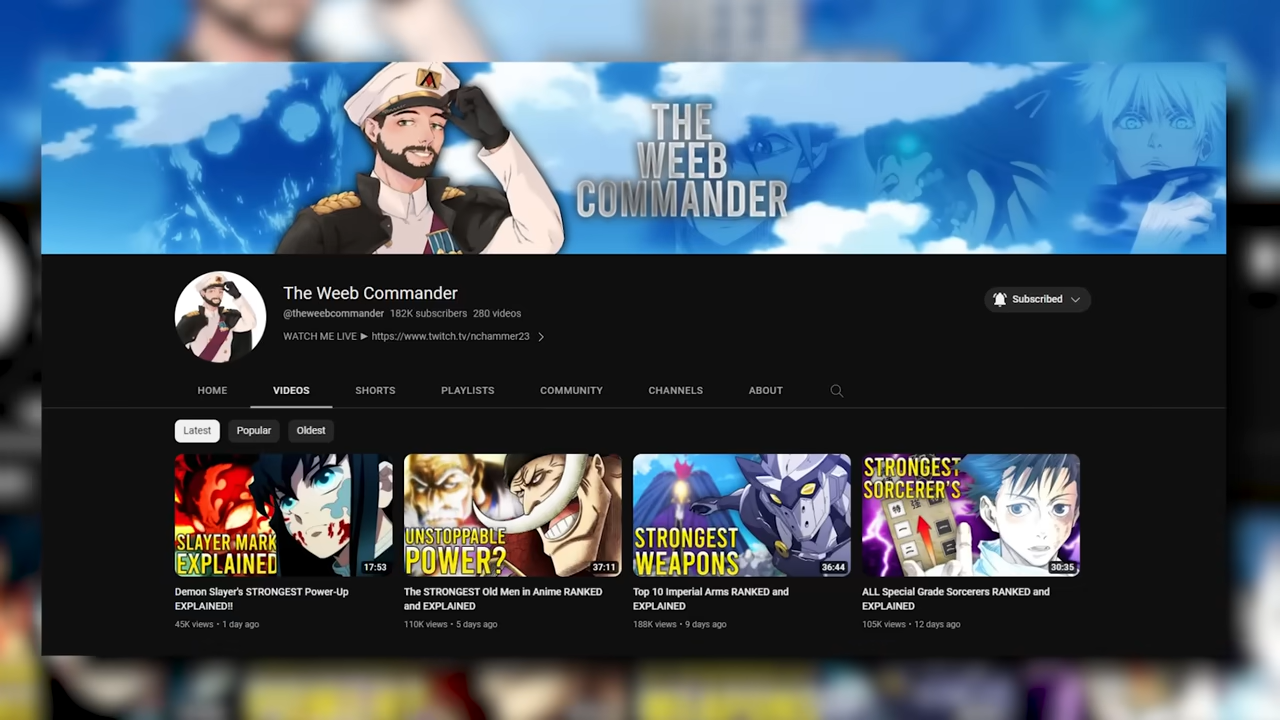 THE
WEEB
COMMANDER
The Weeb Commander
@theweebcommander 182K subscribers 280 videos
WATCH ME LIVE ► https://www.twitch.tv/nchammer23
Subscribed
HOME VIDEOS SHORTS PLAYLISTS COMMUNITY CHANNELS ABOUT
Latest Popular Oldest
SLAYER MARK
EXPLAINED
17:53
UNSTOPPABLE
POWER?
37:11
STRONGEST
WEAPONS
36:44
STRONGEST
SORCERER'S
30:35
Demon Slayer's STRONGEST Power-Up
EXPLAINED!!
45K views • 1 day ago
The STRONGEST Old Men in Anime RANKED
and EXPLAINED
110K views • 5 days ago
Top 10 Imperial Arms RANKED and
EXPLAINED
188K views • 9 days ago
ALL Special Grade Sorcerers RANKED and
EXPLAINED
105K views • 12 days ago